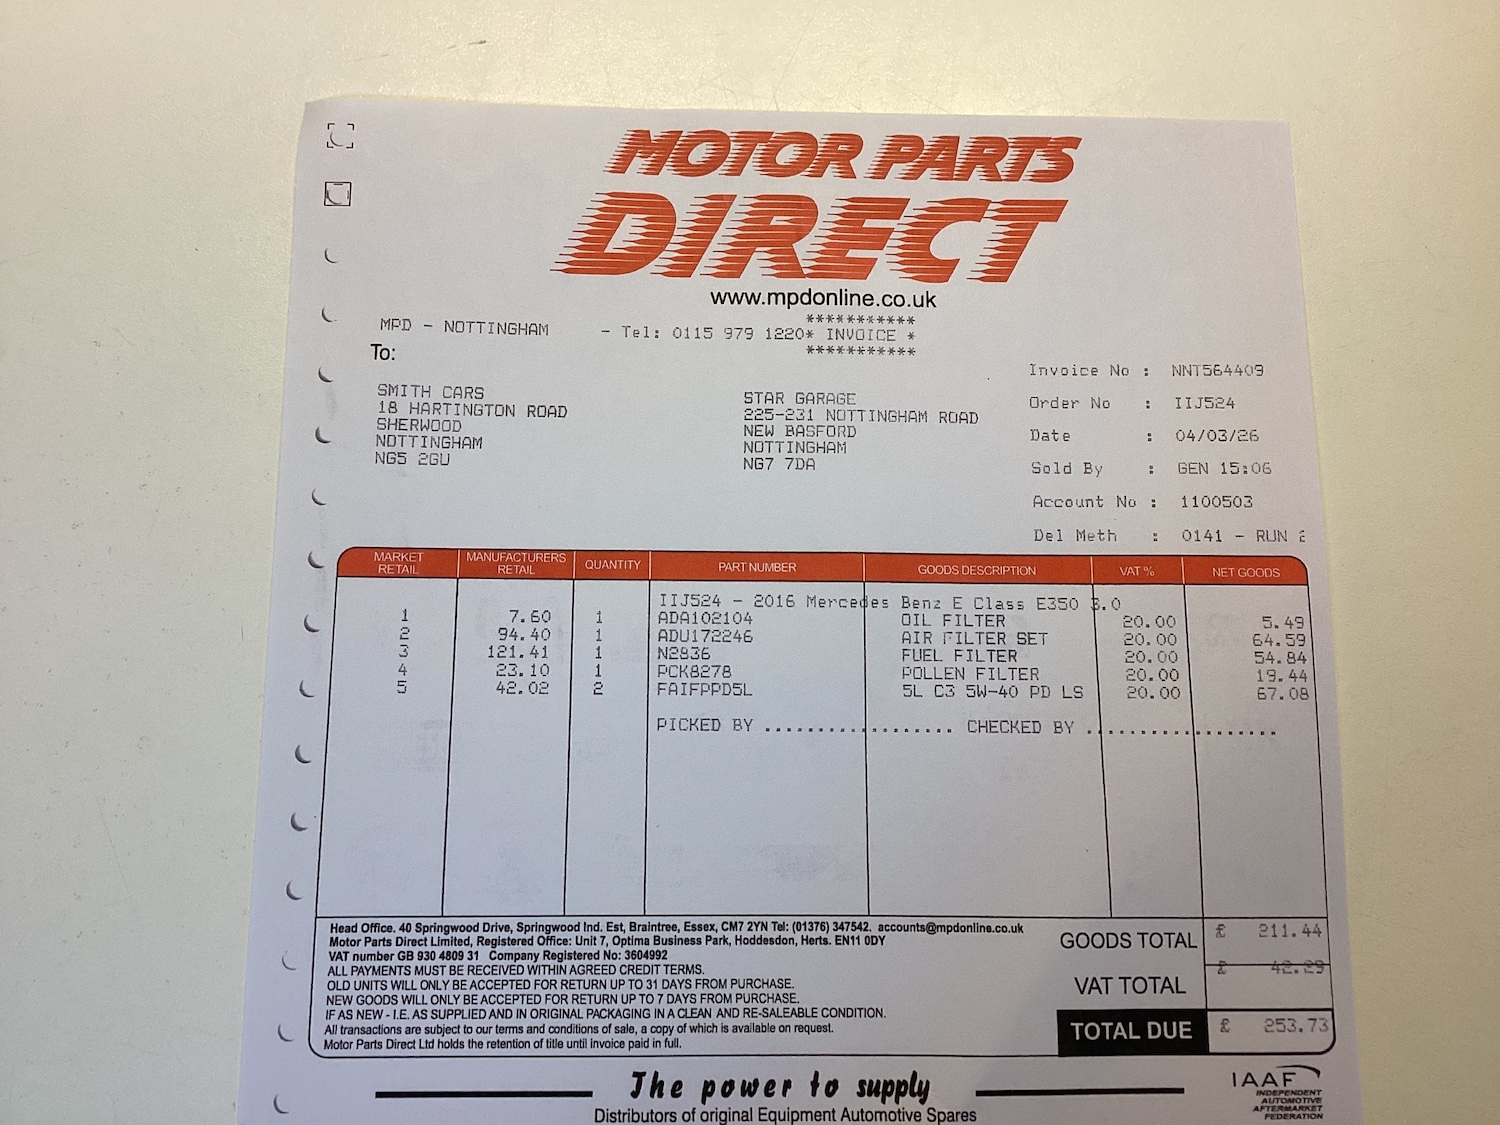 MOTOR PARTS
DIRECT
www.mpdonline.co.uk
***********
MPD - NOTTINGHAM - Tel: 0115 979 1220* INVOICE *
***********
To:
SMITH CARS
18 HARTINGTON ROAD
SHERWOOD
NOTTINGHAM
NG5 2GU
STAR GARAGE
225-231 NOTTINGHAM ROAD
NEW BASFORD
NOTTINGHAM
NG7 7DA
Invoice No : NNT564409
Order No : IIJ524
Date : 04/03/26
Sold By : GEN 15:06
Account No : 1100503
Del Meth : 0141 - RUN
MARKET RETAIL MANUFACTURERS RETAIL QUANTITY PART NUMBER GOODS DESCRIPTION VAT % NET GOODS
IIJ524 - 2016 Mercedes Benz E Class E350 3.0
1 7.60 1 ADA102104 OIL FILTER 20.00 5.49
2 94.40 1 ADU172246 AIR FILTER SET 20.00 64.59
3 121.41 1 N2836 FUEL FILTER 20.00 54.84
4 23.10 1 PCK8278 POLLEN FILTER 20.00 19.44
5 42.02 2 FAIFPPD5L 5L C3 5W-40 PD LS 20.00 67.08
PICKED BY .................. CHECKED BY ..................
Head Office. 40 Springwood Drive, Springwood Ind. Est, Braintree, Essex, CM7 2YN Tel: (01376) 347542. accounts@mpdonline.co.uk
Motor Parts Direct Limited, Registered Office: Unit 7, Optima Business Park, Hoddesdon, Herts. EN11 0DY
VAT number GB 930 4809 31 Company Registered No: 3604992
ALL PAYMENTS MUST BE RECEIVED WITHIN AGREED CREDIT TERMS.
OLD UNITS WILL ONLY BE ACCEPTED FOR RETURN UP TO 31 DAYS FROM PURCHASE.
NEW GOODS WILL ONLY BE ACCEPTED FOR RETURN UP TO 7 DAYS FROM PURCHASE.
IF AS NEW - I.E. AS SUPPLIED AND IN ORIGINAL PACKAGING IN A CLEAN AND RE-SALEABLE CONDITION.
All transactions are subject to our terms and conditions of sale, a copy of which is available on request.
Motor Parts Direct Ltd holds the retention of title until invoice paid in full.
GOODS TOTAL £ 211.44
VAT TOTAL £ 42.29
TOTAL DUE £ 253.73
The power to supply
Distributors of original Equipment Automotive Spares
IAAF
INDEPENDENT
AUTOMOTIVE
AFTERMARKET
FEDERATION